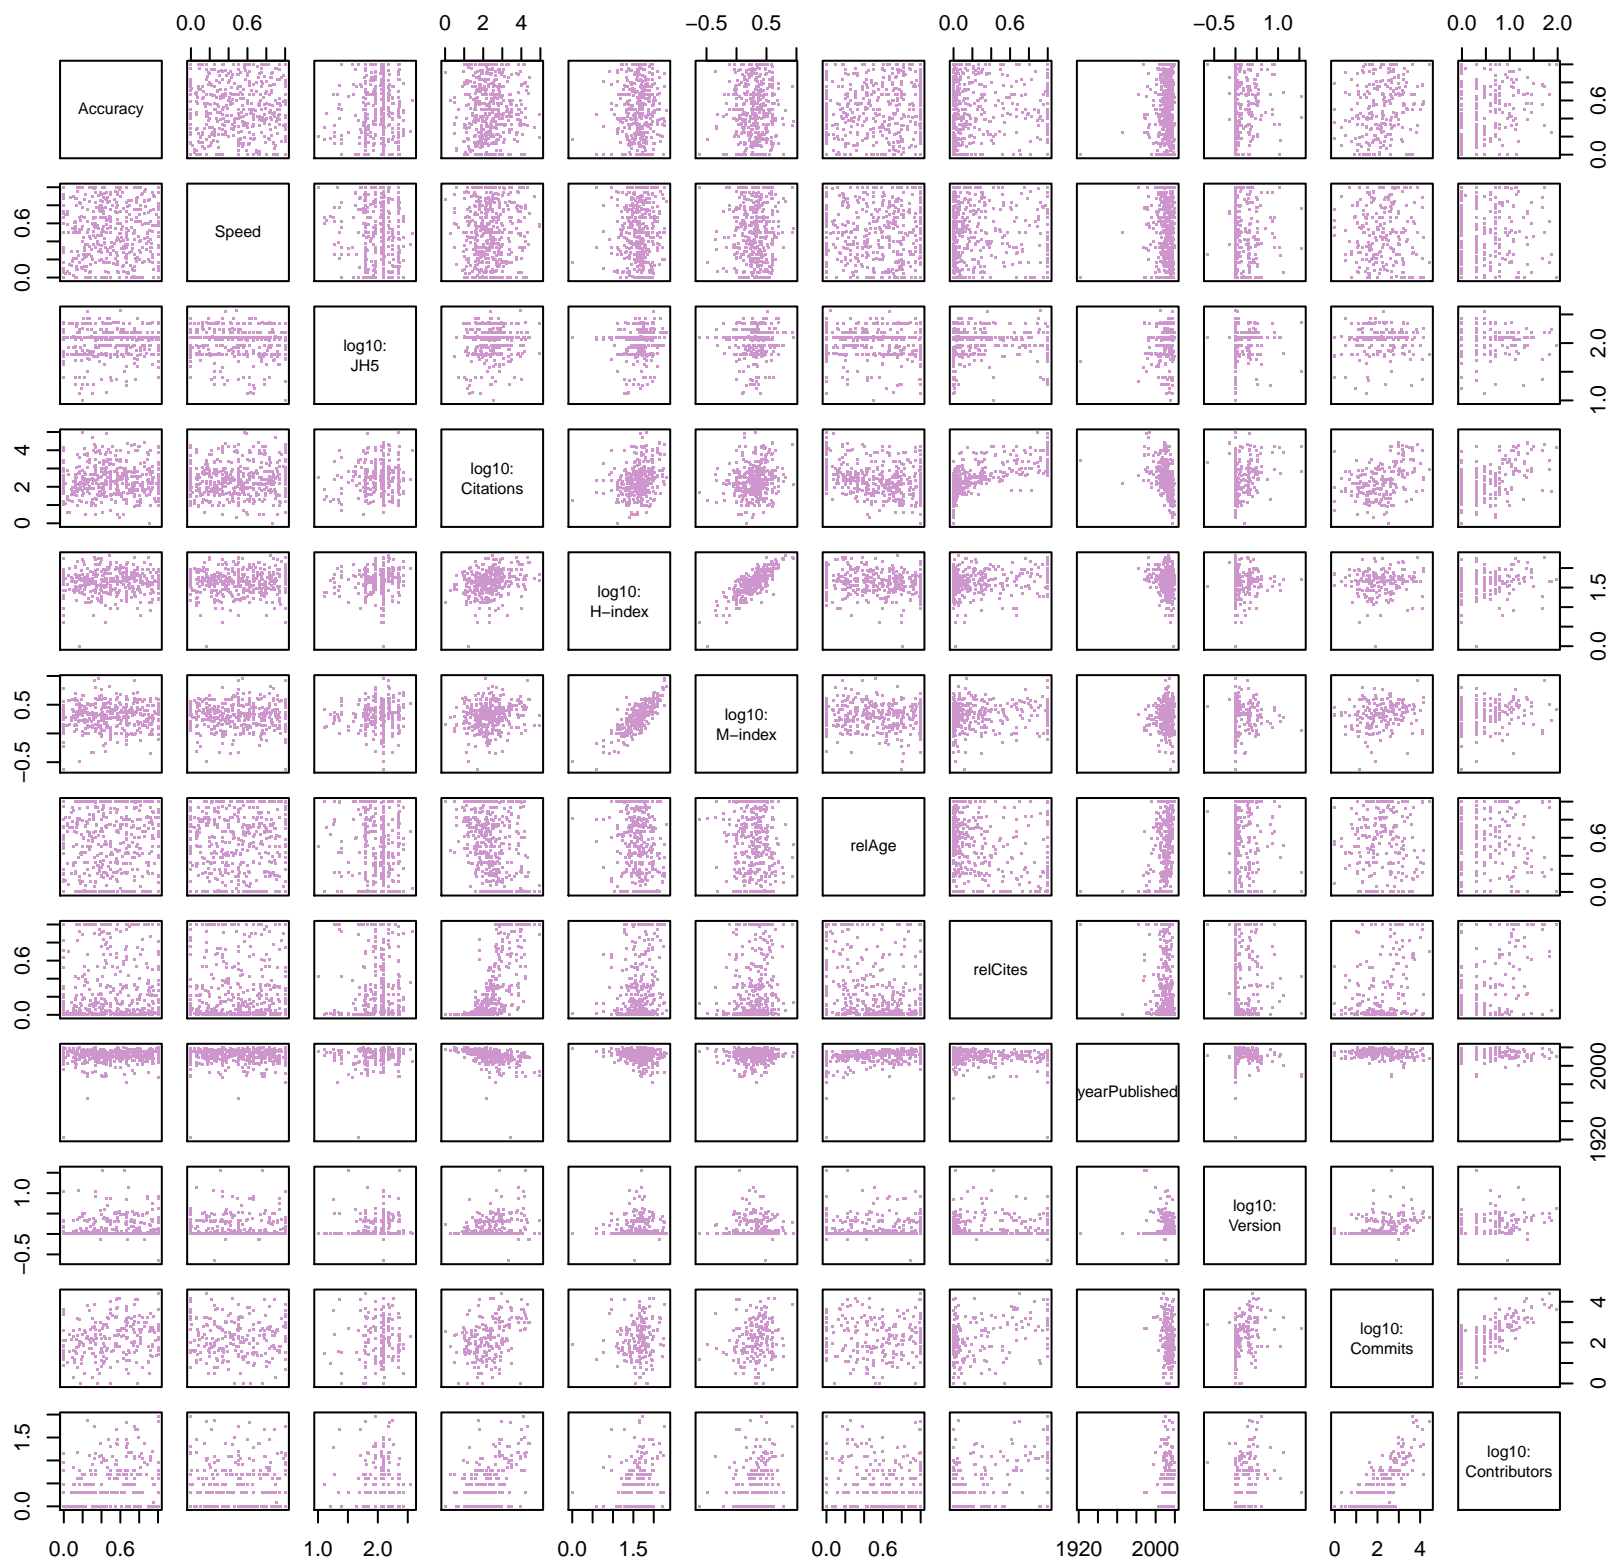 0.0 0.6 0 2 4 −0.5 0.5 0.0 0.6 −0.5 1.0 0.0 1.0 2.0
Accuracy
0.0 0.6
Speed
0.0 0.6
log10:
JH5
1.0 2.0
log10:
Citations
0 2 4
log10:
H−index
0.0 1.5
log10:
M−index
−0.5 0.5
relAge
0.0 0.6
relCites
0.0 0.6
yearPublished
1920 2000
log10:
Version
−0.5 1.0
log10:
Commits
0 2 4
log10:
Contributors
0.0 1.5
0.0 0.6 1.0 2.0 0.0 1.5 0.0 0.6 1920 2000 0 2 4